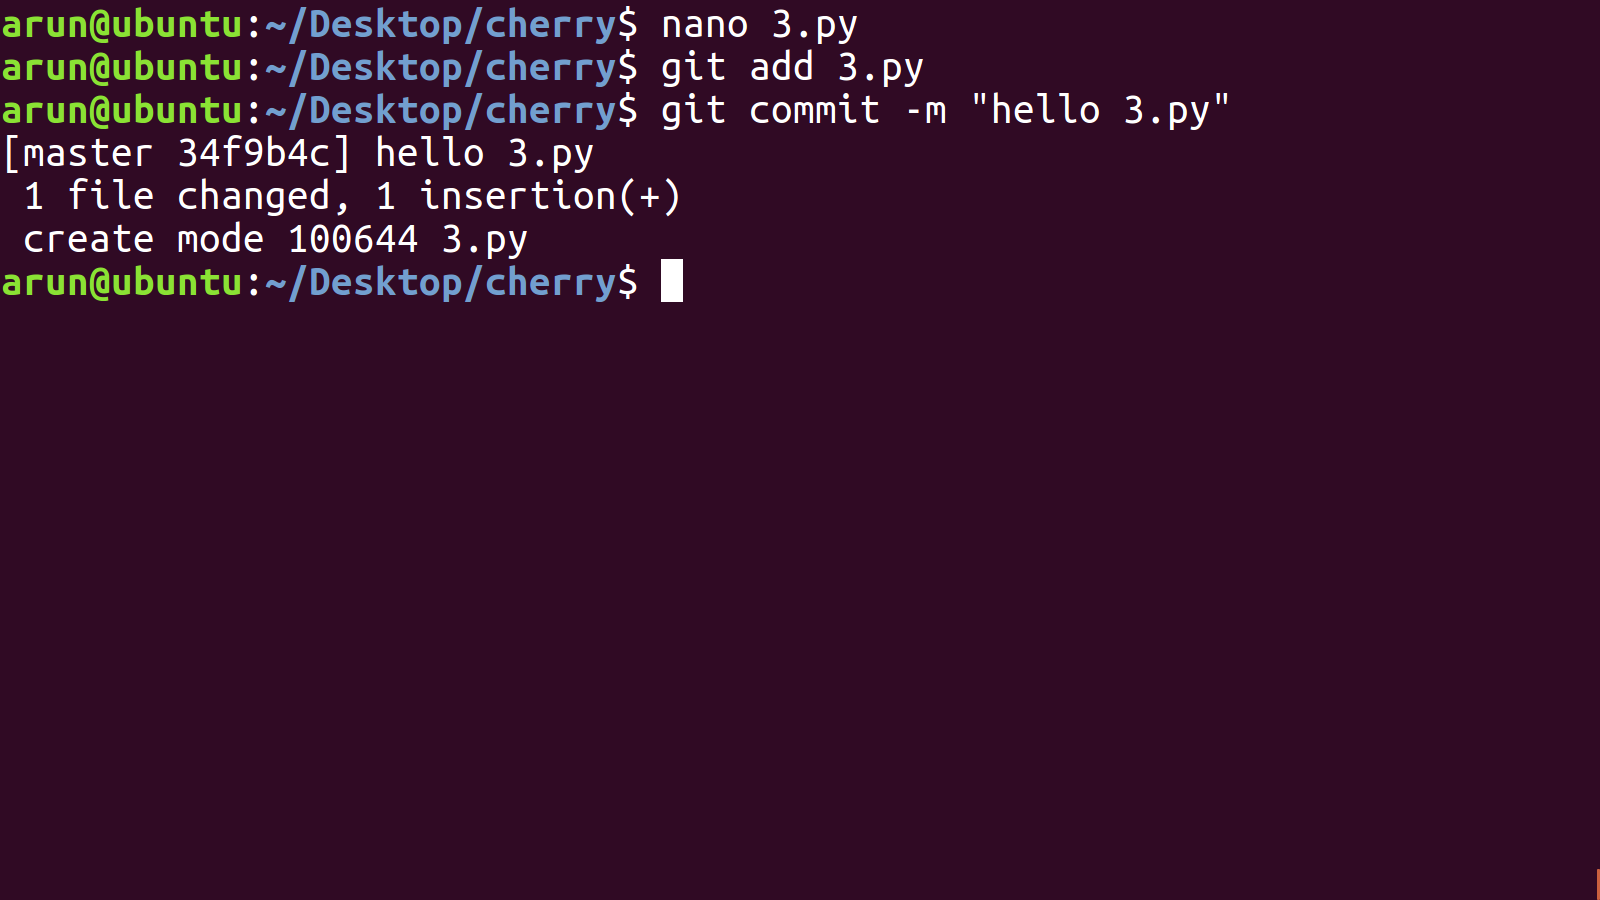 arun@ubuntu:~/Desktop/cherry$ nano 3.py
arun@ubuntu:~/Desktop/cherry$ git add 3.py
arun@ubuntu:~/Desktop/cherry$ git commit -m "hello 3.py"
[master 34f9b4c] hello 3.py
 1 file changed, 1 insertion(+)
 create mode 100644 3.py
arun@ubuntu:~/Desktop/cherry$